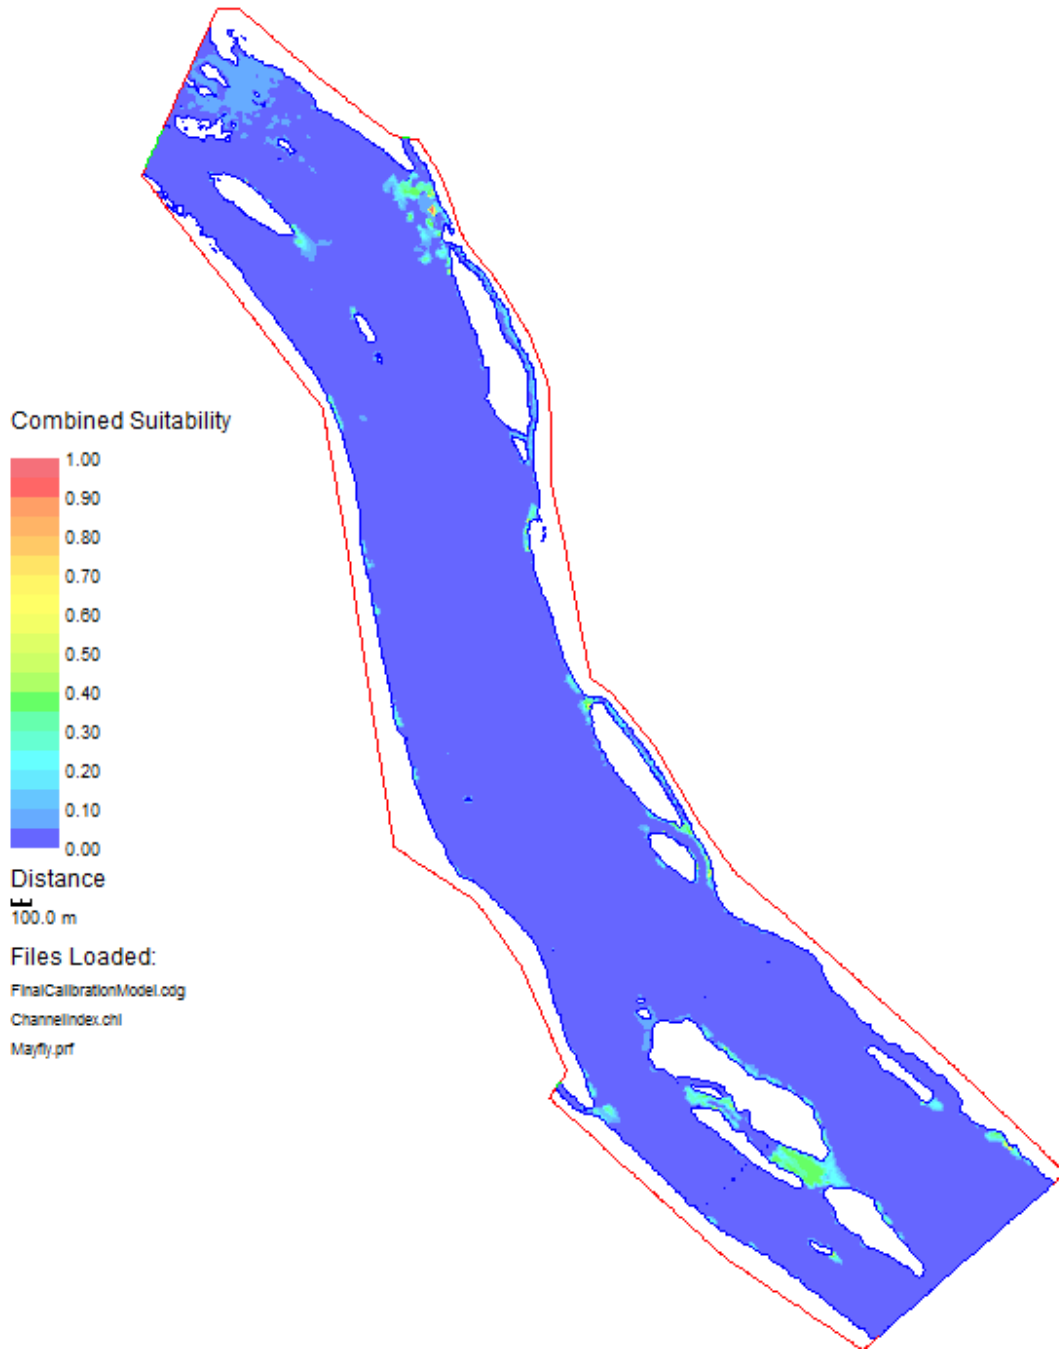 Combined Suitability
1.00
0.90
0.80
0.70
0.60
0.50
0.40
0.30
0.20
0.10
0.00
Distance
100.0 m
Files Loaded:
FinalCalibrationModel.cdg
ChannelIndex.chi
Mayfly.prf